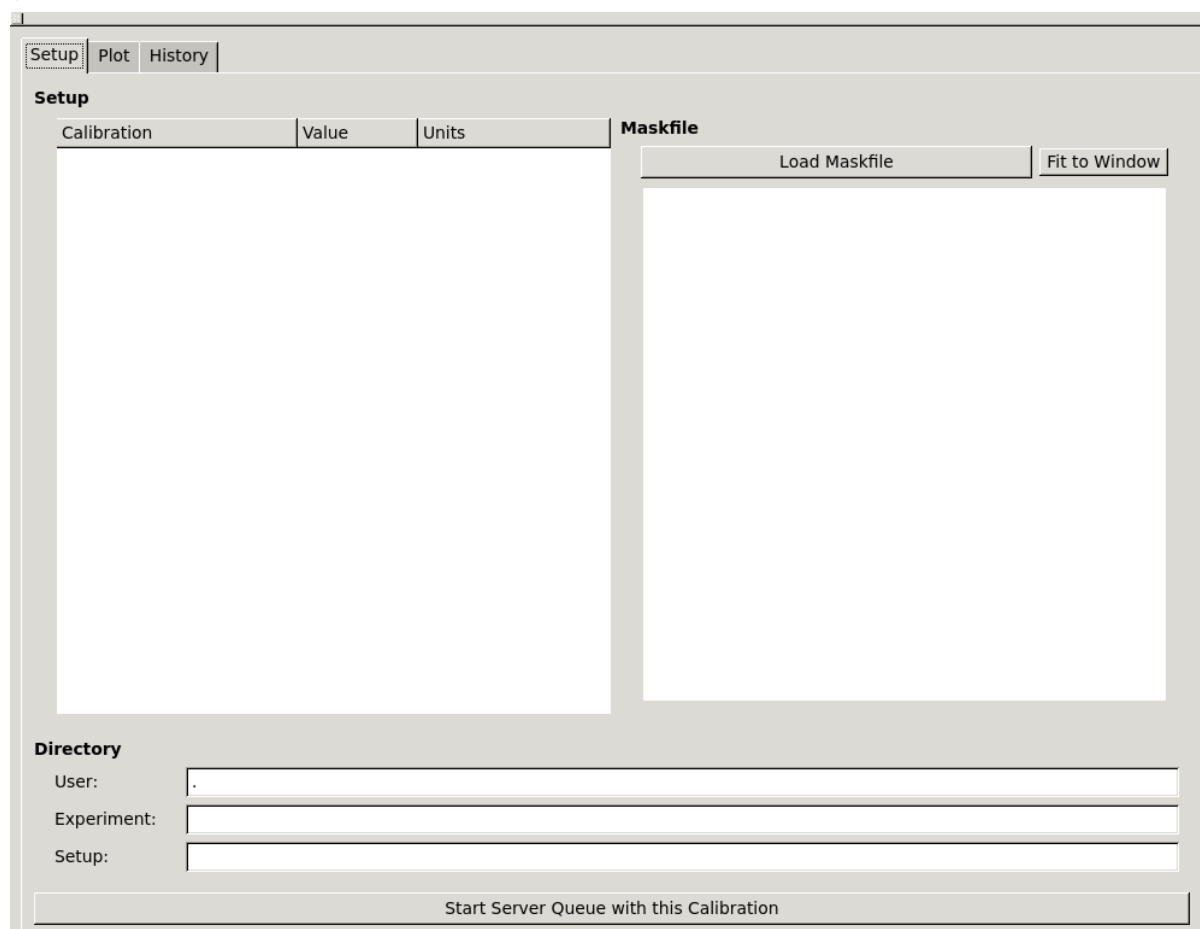 Setup Plot History
Setup
Calibration Value Units
Maskfile
Load Maskfile Fit to Window
Directory
User: .
Experiment:
Setup:
Start Server Queue with this Calibration